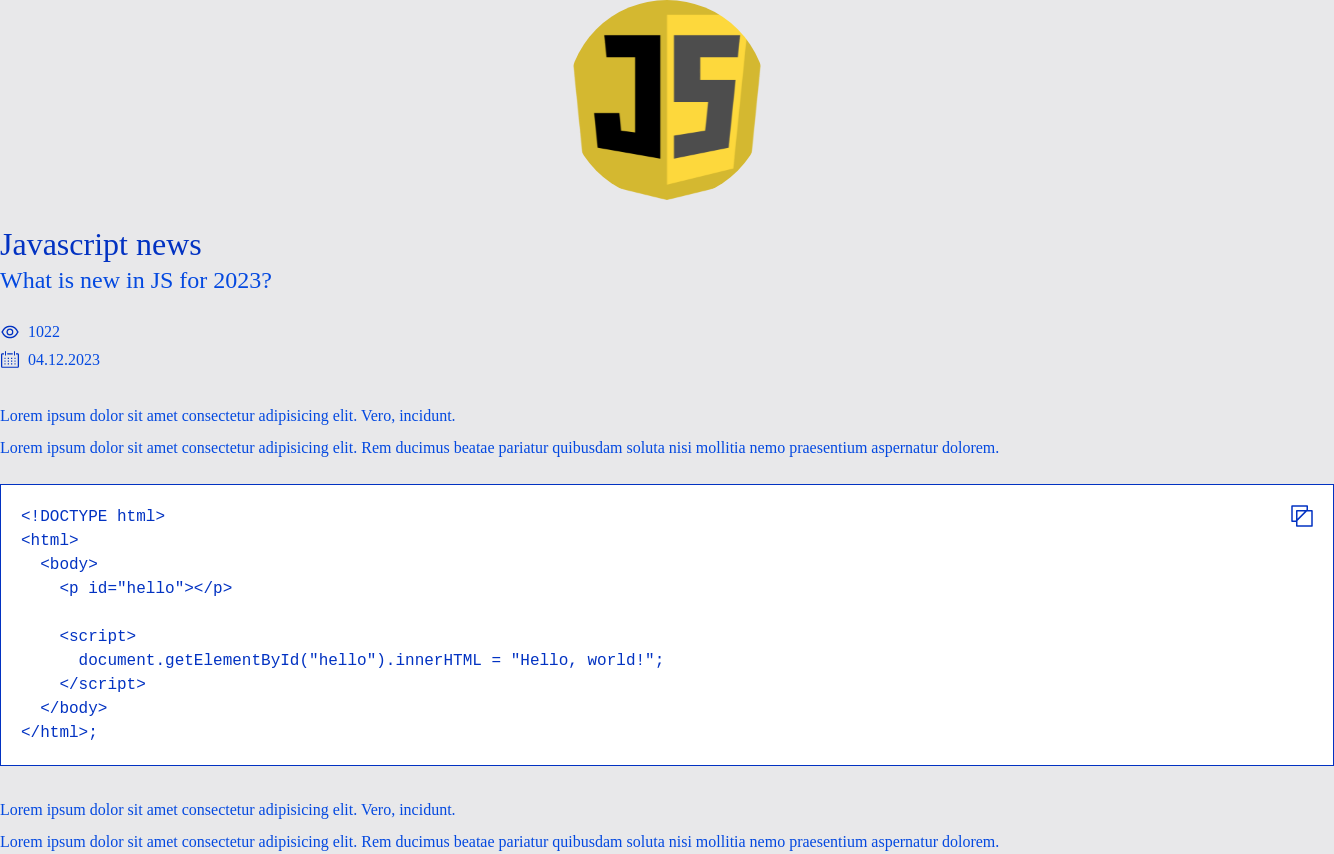 JS
Javascript news
What is new in JS for 2023?
1022
04.12.2023
Lorem ipsum dolor sit amet consectetur adipisicing elit. Vero, incidunt.
Lorem ipsum dolor sit amet consectetur adipisicing elit. Rem ducimus beatae pariatur quibusdam soluta nisi mollitia nemo praesentium aspernatur dolorem.
<!DOCTYPE html>
<html>
  <body>
    <p id="hello"></p>

    <script>
      document.getElementById("hello").innerHTML = "Hello, world!";
    </script>
  </body>
</html>;
Lorem ipsum dolor sit amet consectetur adipisicing elit. Vero, incidunt.
Lorem ipsum dolor sit amet consectetur adipisicing elit. Rem ducimus beatae pariatur quibusdam soluta nisi mollitia nemo praesentium aspernatur dolorem.